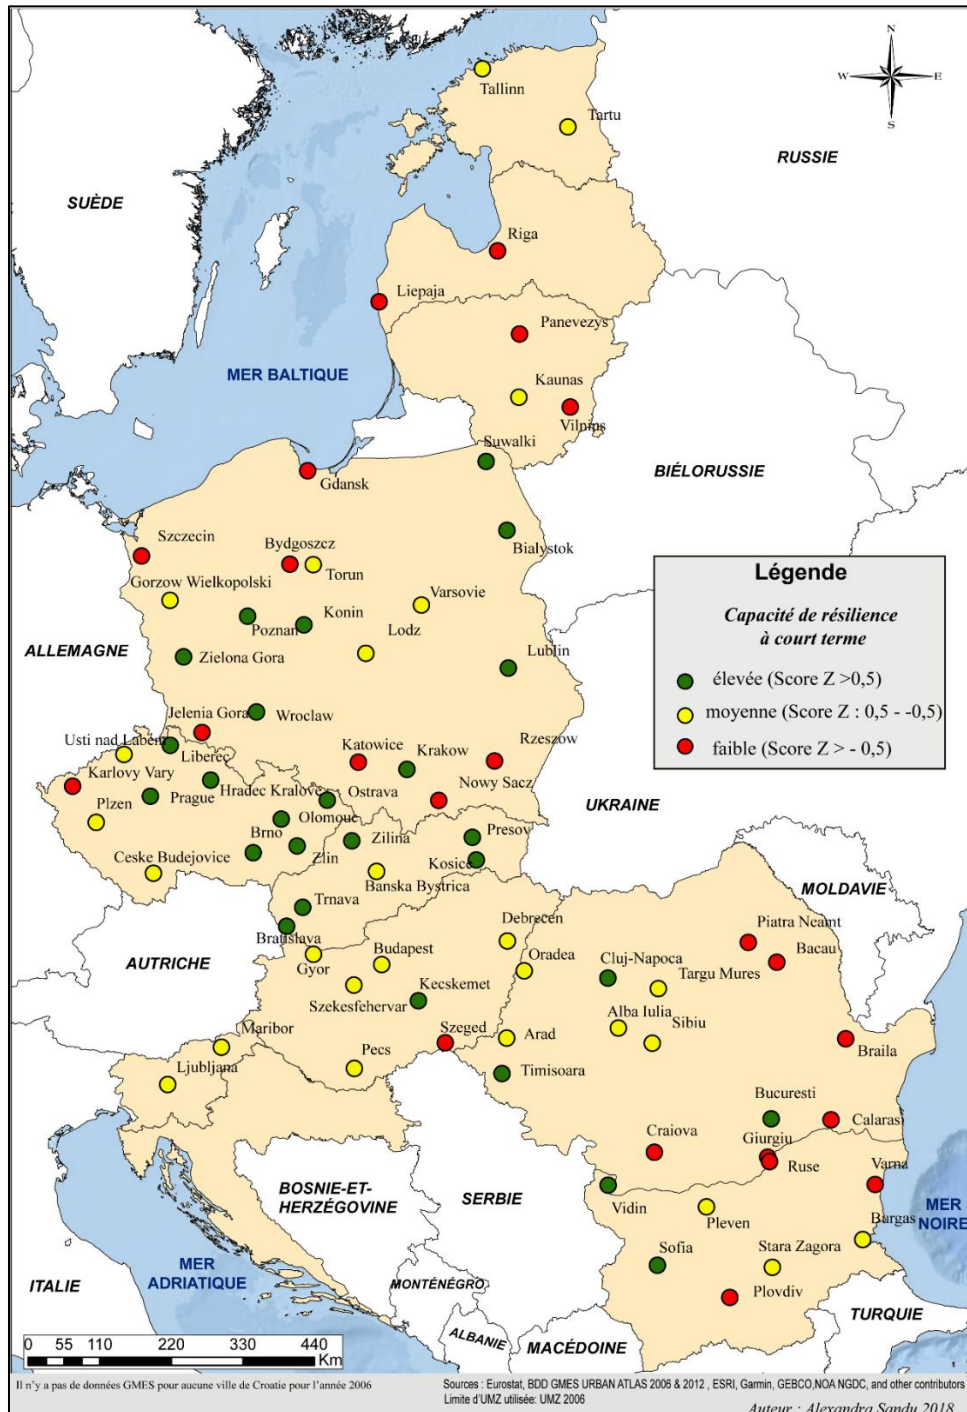 N
W E
S
Tallinn
Tartu
RUSSIE
SUÈDE
Riga
Liepaja
Panevezys
MER BALTIQUE
Kaunas
Vilnius
Suwalki
BIÉLORUSSIE
Gdansk
Szczecin
Bydgoszcz
Bialystok
Torun
Gorzow Wielkopolski
Varsovie
Légende
Capacité de résilience
à court terme
élevée (Score Z >0,5)
moyenne (Score Z : 0,5 - -0,5)
faible (Score Z > - 0,5)
Konin
Poznan
Lodz
ALLEMAGNE
Zielona Gora
Lublin
Jelenia Gora
Wroclaw
Usti nad Labem
Liberec
Katowice
Krakow
Rzeszow
Karlovy Vary
Nowy Sacz
Prague
Hradec Kralove
Ostrava
Plzen
Olomouc
UKRAINE
Brno
Zilina
Presov
Zlin
Ceske Budejovice
Kosice
Banska Bystrica
MOLDAVIE
Trnava
Bratislava
Debrecen
Piatra Neamt
Bacau
AUTRICHE
Gyor
Budapest
Oradea
Cluj-Napoca
Targu Mures
Szekesfehervar
Kecskemet
Alba Iulia
Sibiu
Maribor
Szeged
Arad
Braila
Ljubljana
Pecs
Timisoara
Bucuresti
Calarasi
Craiova
Giurgiu
Ruse
Varna
BOSNIE-ET-
HERZÉGOVINE
SERBIE
Vidin
Pleven
MER
NOIRE
Burgas
Sofia
Stara Zagora
MER
ADRIATIQUE
ITALIE
MONTÉNÉGRO
Plovdiv
TURQUIE
ALBANIE
MACÉDOINE
0 55 110 220 330 440
Km
Il n'y a pas de données GMES pour aucune ville de Croatie pour l'année 2006
Sources : Eurostat, BDD GMES URBAN ATLAS 2006 & 2012 , ESRI, Garmin, GEBCO,NOA NGDC, and other contributors
Limite d'UMZ utilisée: UMZ 2006
Auteur : Alexandra Sandu 2018